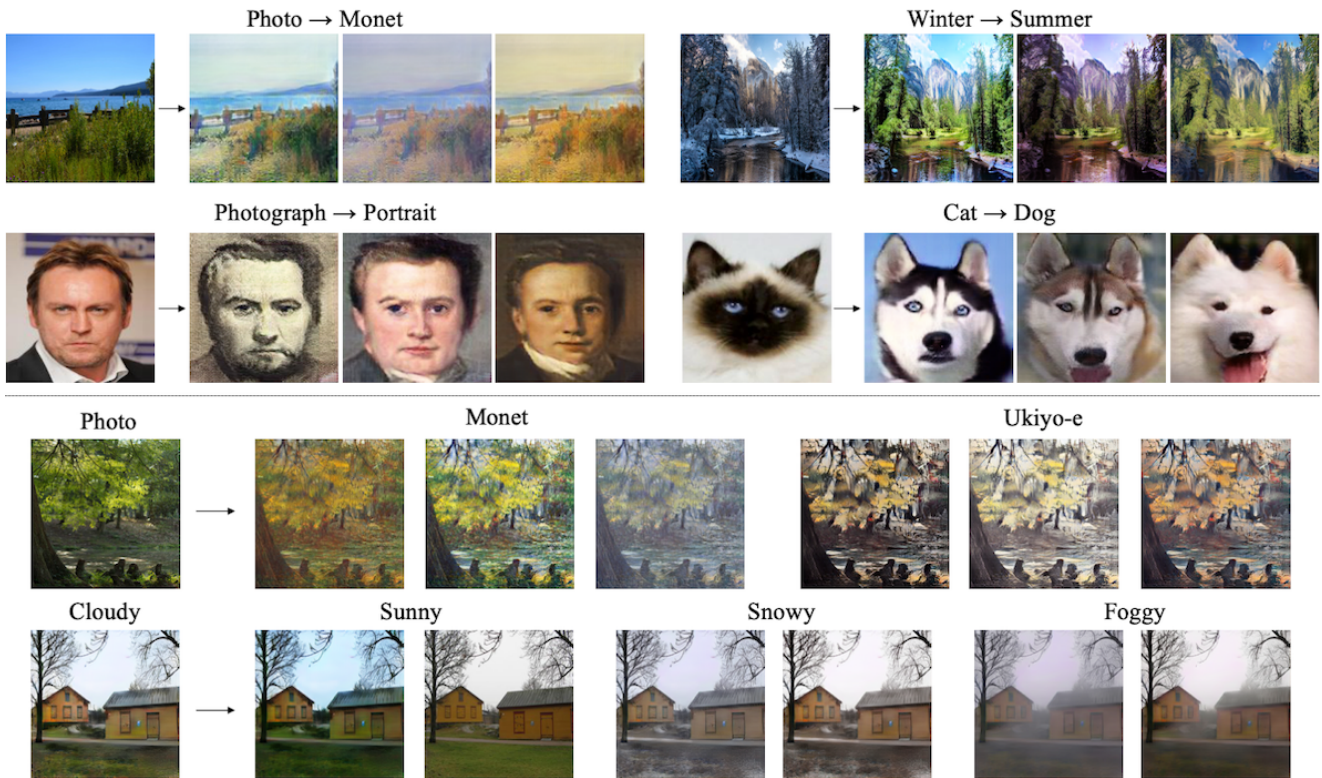 Photo → Monet
Winter → Summer
Photograph → Portrait
Cat → Dog
Photo
Monet
Ukiyo-e
Cloudy
Sunny
Snowy
Foggy